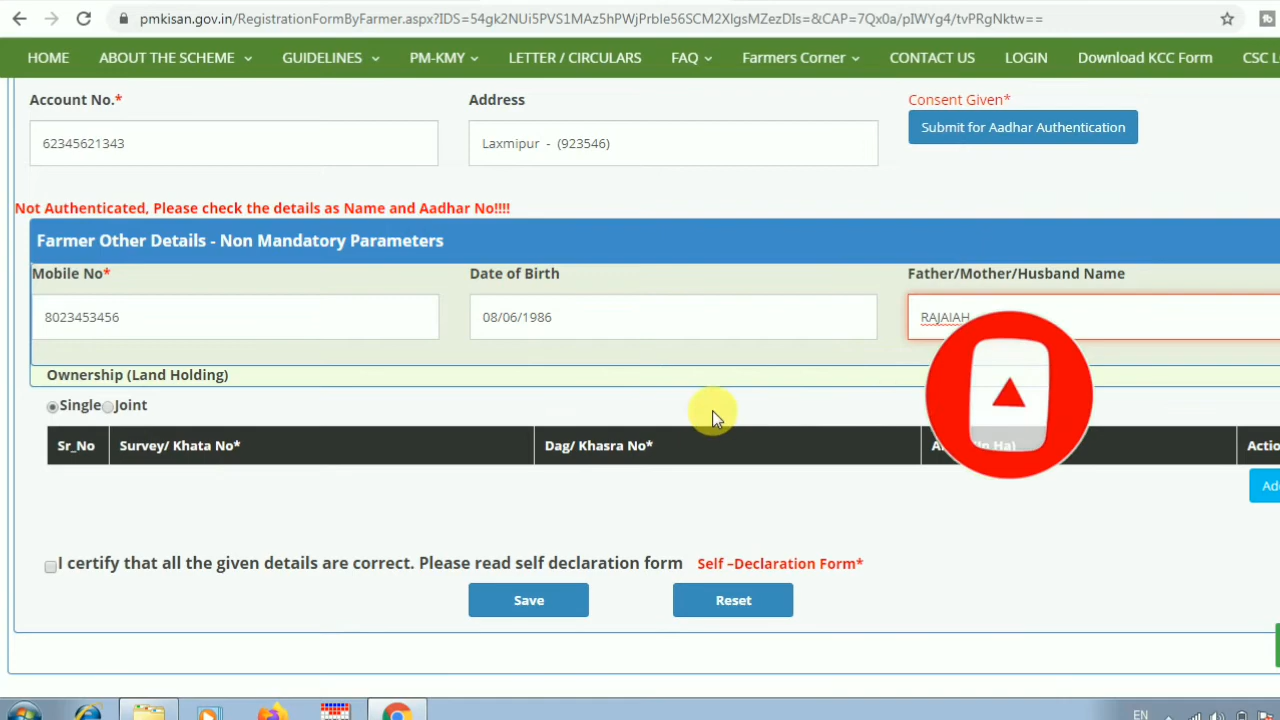 pmkisan.gov.in/RegistrationFormByFarmer.aspx?IDS=54gk2NUi5PVS1MAz5hPWjPrble56SCM2XlgsMZezDIs=&CAP=7Qx0a/pIWYg4/tvPRgNktw==
HOME ABOUT THE SCHEME GUIDELINES PM-KMY LETTER / CIRCULARS FAQ Farmers Corner CONTACT US LOGIN Download KCC Form CSC
Account No.* Address Consent Given*
62345621343 Laxmipur - (923546) Submit for Aadhar Authentication
Not Authenticated, Please check the details as Name and Aadhar No!!!!
Farmer Other Details - Non Mandatory Parameters
Mobile No* Date of Birth Father/Mother/Husband Name
8023453456 08/06/1986 RAJAIAH
Ownership (Land Holding)
Single Joint
Sr_No Survey/ Khata No* Dag/ Khasra No* Ha)
I certify that all the given details are correct. Please read self declaration form Self –Declaration Form*
Save Reset
EN